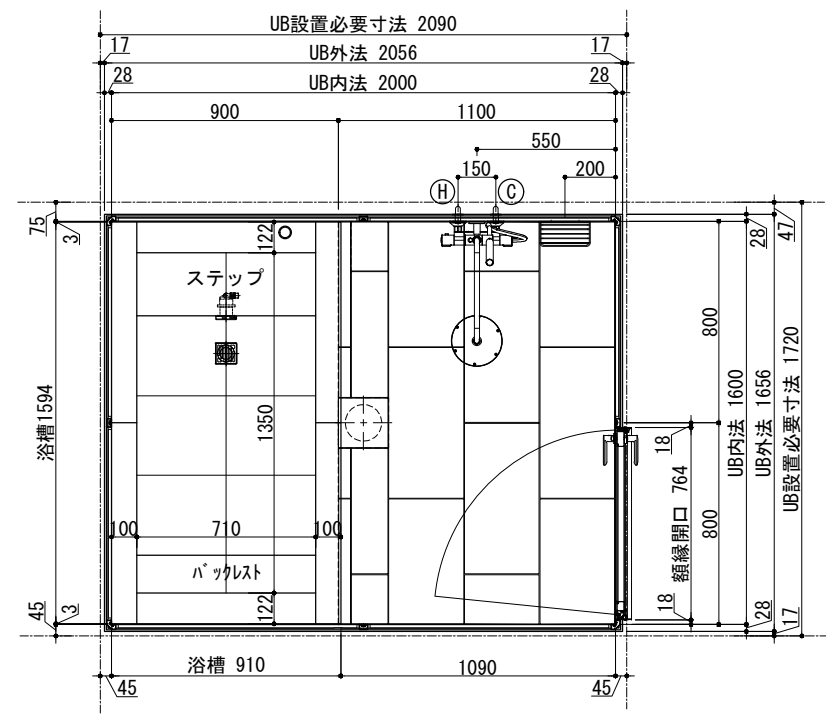 UB設置必要寸法 2090
17
UB外法 2056
17
28
UB内法 2000
28
900
1100
550
150
200
H
C
75
3
122
28
47
ステップ
800
浴槽1594
1350
UB内法 1600
UB外法 1656
UB設置必要寸法 1720
18
100
710
100
額縁開口 764
800
バックレスト
45
3
122
18
28
17
浴槽 910
1090
45
45